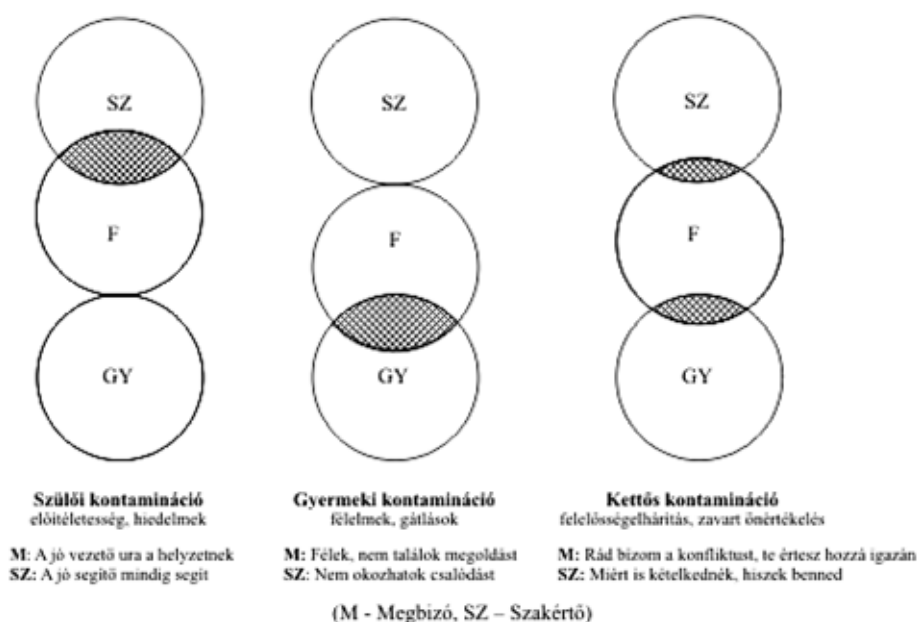 SZ
F
GY
Szülői kontamináció
előítéletesség, hiedelmek
M: A jó vezető ura a helyzetnek
SZ: A jó segítő mindig segít
SZ
F
GY
Gyermeki kontamináció
félelmek, gátlások
M: Félek, nem találok megoldást
SZ: Nem okozhatok csalódást
SZ
F
GY
Kettős kontamináció
felelősségelhárítás, zavart önértékelés
M: Rád bízom a konfliktust, te értesz hozzá igazán
SZ: Miért is kételkednék, hiszek benned
(M - Megbízó, SZ – Szakértő)